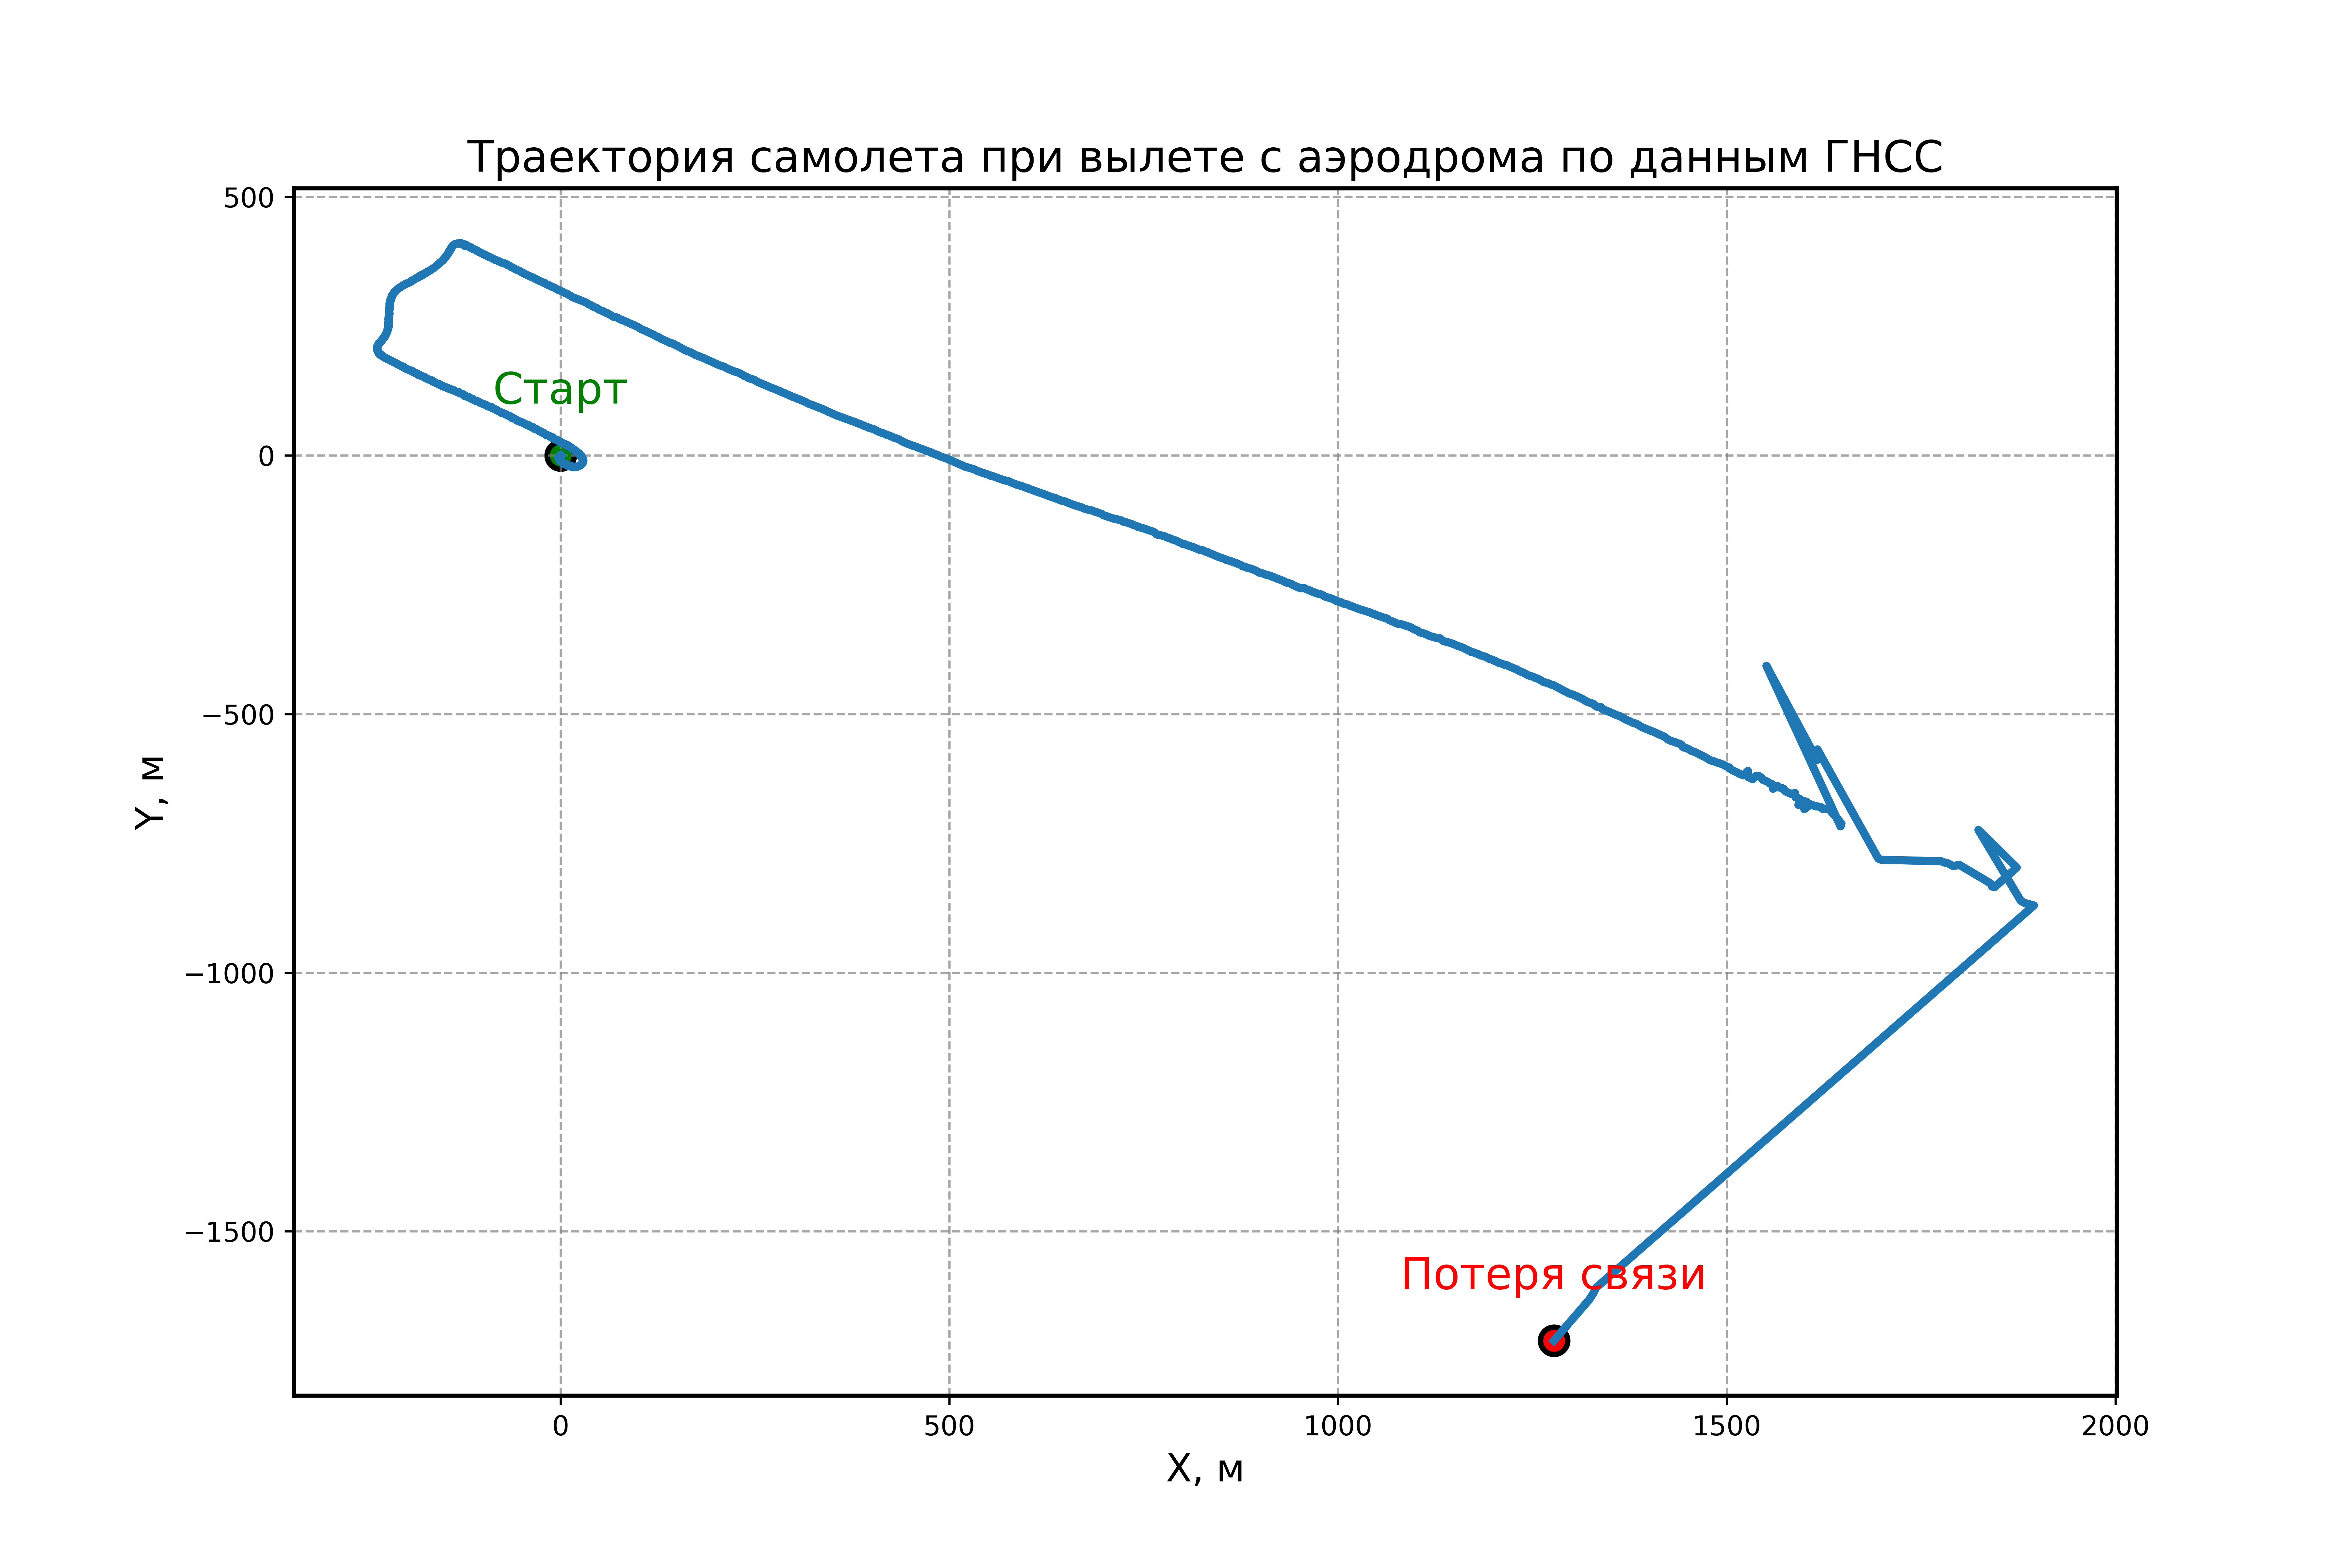 Траектория самолета при вылете с аэродрома по данным ГНСС
500
0
−500
−1000
−1500
Y, м
Старт
Потеря связи
0
500
1000
1500
2000
X, м